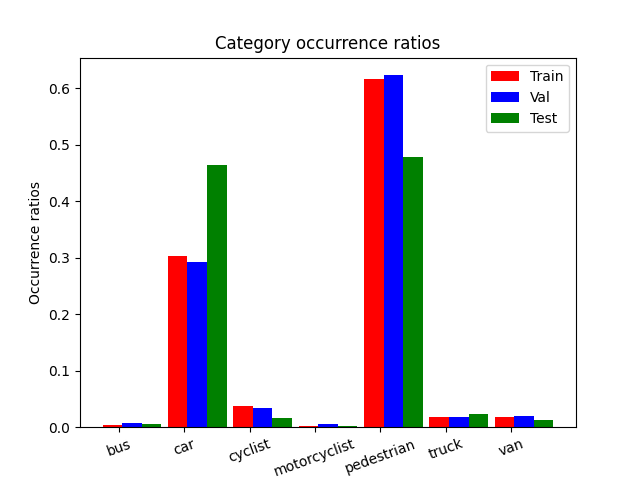 Category occurrence ratios
Train
Val
Test
Occurrence ratios
0.6
0.5
0.4
0.3
0.2
0.1
0.0
bus
car
cyclist
motorcyclist
pedestrian
truck
van